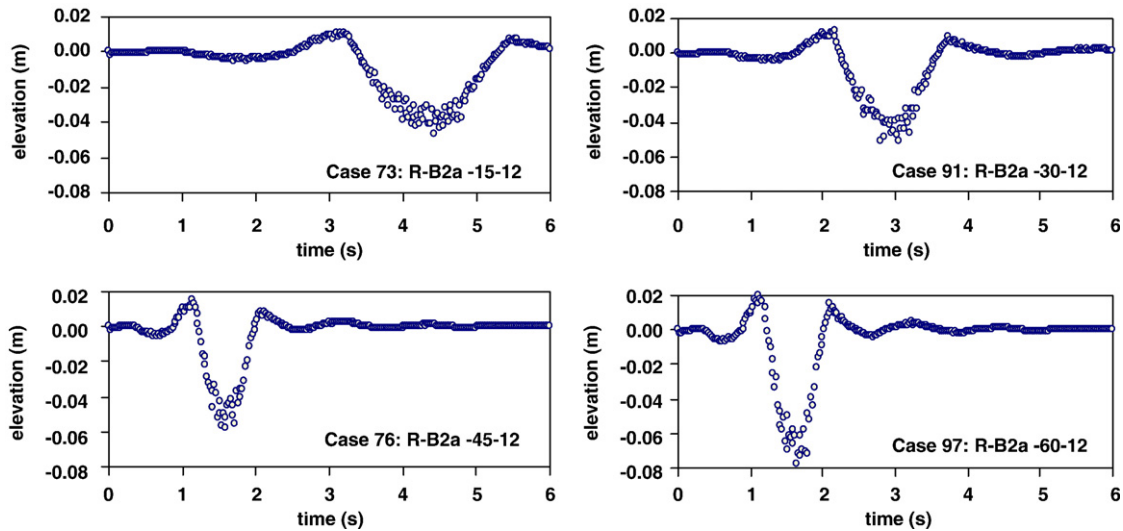 0.02
0.00
-0.02
-0.04
-0.06
-0.08
elevation (m)
Case 73: R-B2a -15-12
0 1 2 3 4 5 6
time (s)
0.02
0.00
-0.02
-0.04
-0.06
-0.08
elevation (m)
Case 91: R-B2a -30-12
0 1 2 3 4 5 6
time (s)
0.02
0.00
-0.02
-0.04
-0.06
-0.08
elevation (m)
Case 76: R-B2a -45-12
0 1 2 3 4 5 6
time (s)
0.02
0.00
-0.02
-0.04
-0.06
-0.08
elevation (m)
Case 97: R-B2a -60-12
0 1 2 3 4 5 6
time (s)